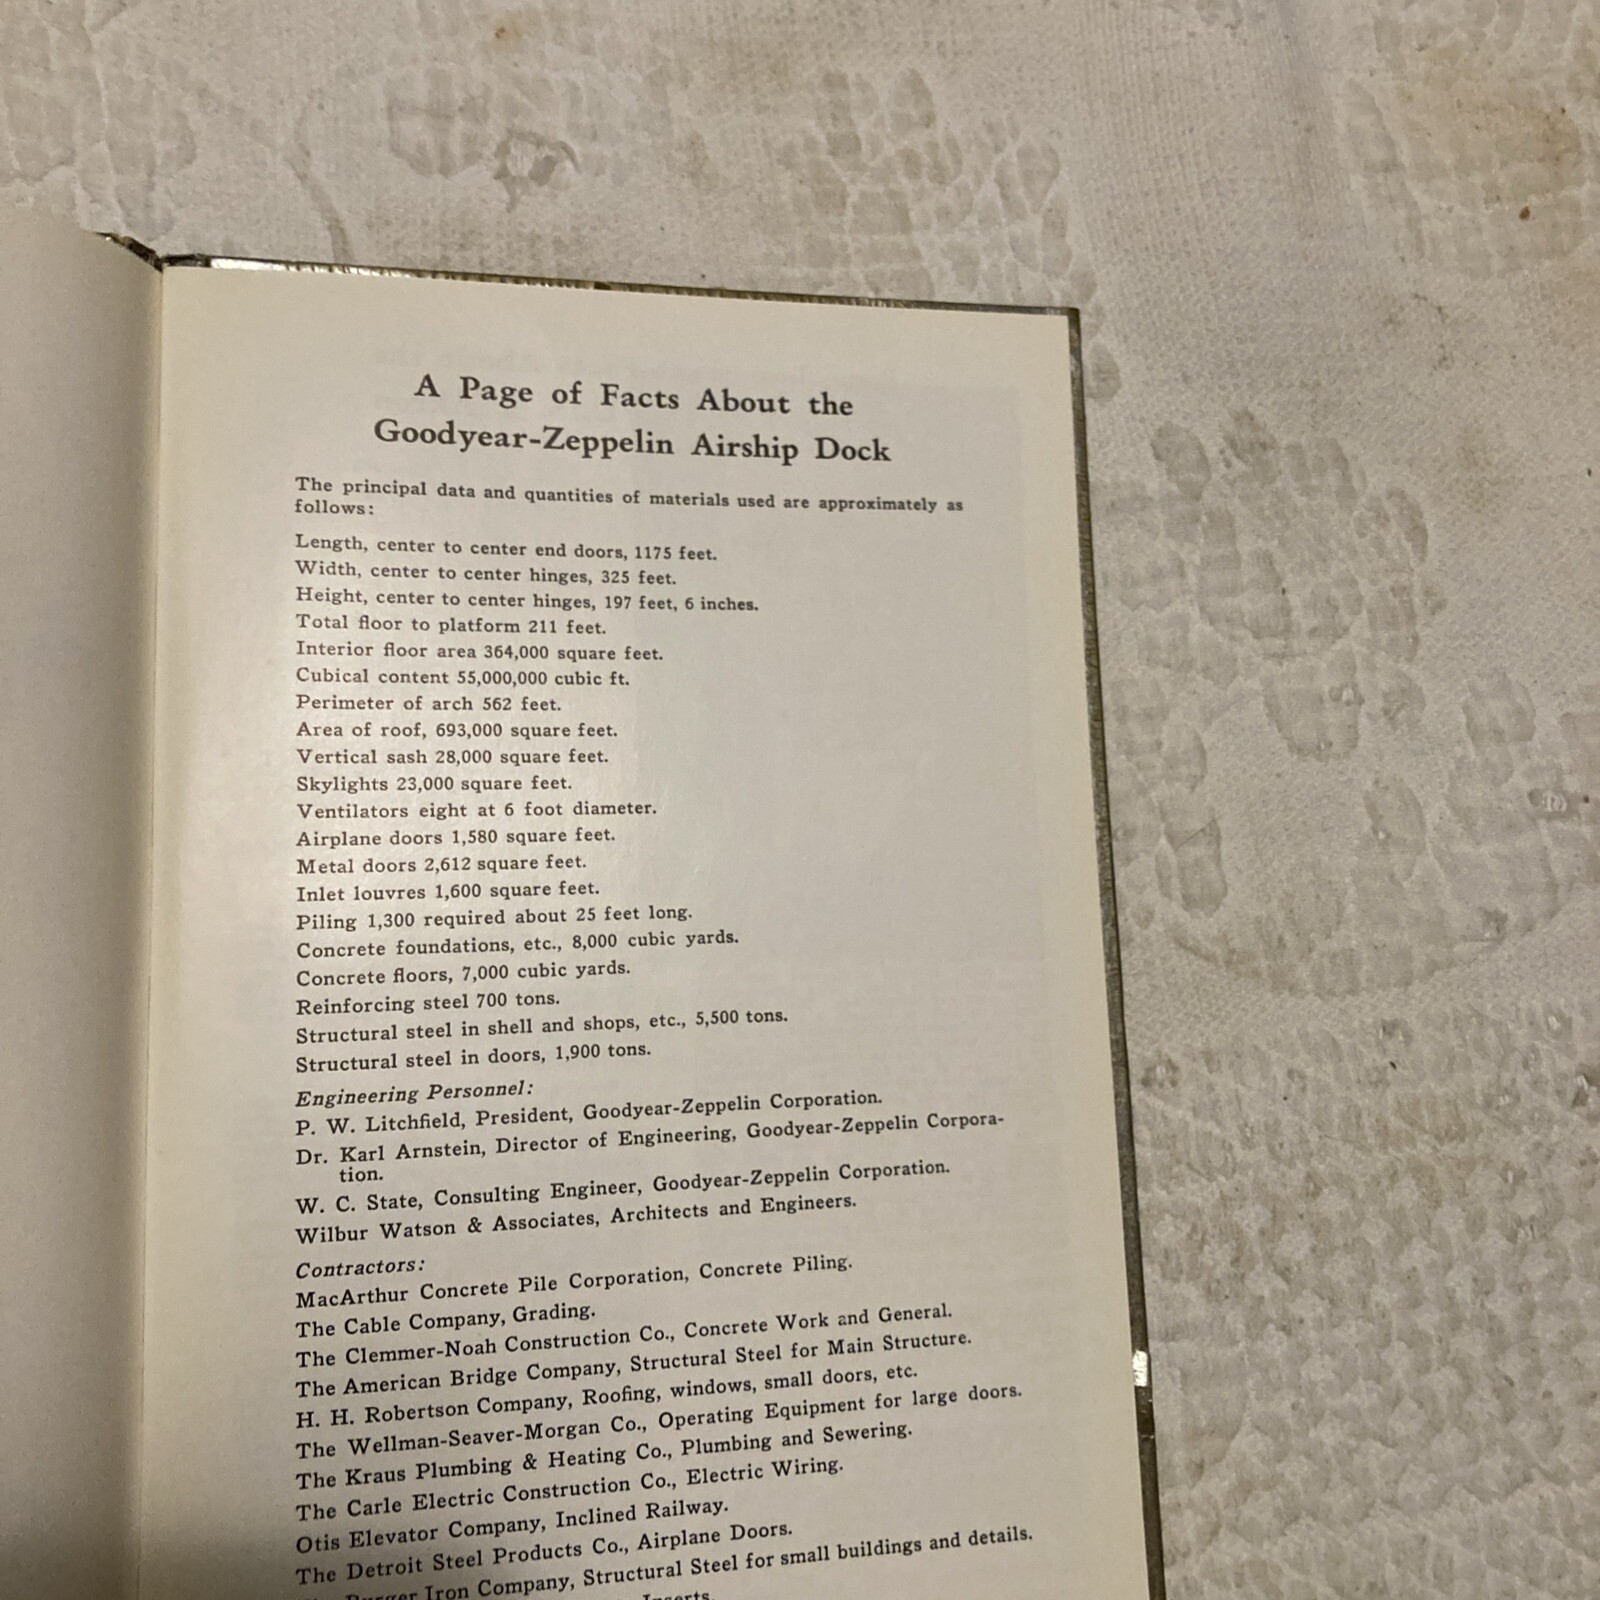 A Page of Facts About the
Goodyear-Zeppelin Airship Dock
The principal data and quantities of materials used are approximately as
follows:
Length, center to center end doors, 1175 feet.
Width, center to center hinges, 325 feet.
Height, center to center hinges, 197 feet, 6 inches.
Total floor to platform 211 feet.
Interior floor area 364,000 square feet.
Cubical content 55,000,000 cubic ft.
Perimeter of arch 562 feet.
Area of roof, 693,000 square feet.
Vertical sash 28,000 square feet.
Skylights 23,000 square feet.
Ventilators eight at 6 foot diameter.
Airplane doors 1,580 square feet.
Metal doors 2,612 square feet.
Inlet louvres 1,600 square feet.
Piling 1,300 required about 25 feet long.
Concrete foundations, etc., 8,000 cubic yards.
Concrete floors, 7,000 cubic yards.
Reinforcing steel 700 tons.
Structural steel in shell and shops, etc., 5,500 tons.
Structural steel in doors, 1,900 tons.
Engineering Personnel:
P. W. Litchfield, President, Goodyear-Zeppelin Corporation.
Dr. Karl Arnstein, Director of Engineering, Goodyear-Zeppelin Corpora-
tion.
W. C. State, Consulting Engineer, Goodyear-Zeppelin Corporation.
Wilbur Watson & Associates, Architects and Engineers.
Contractors:
MacArthur Concrete Pile Corporation, Concrete Piling.
The Cable Company, Grading.
The Clemmer-Noah Construction Co., Concrete Work and General.
The American Bridge Company, Structural Steel for Main Structure.
H. H. Robertson Company, Roofing, windows, small doors, etc.
The Wellman-Seaver-Morgan Co., Operating Equipment for large doors.
The Kraus Plumbing & Heating Co., Plumbing and Sewering.
The Carle Electric Construction Co., Electric Wiring.
Otis Elevator Company, Inclined Railway.
The Detroit Steel Products Co., Airplane Doors.
Iron Company, Structural Steel for small buildings and details.
Inserts.